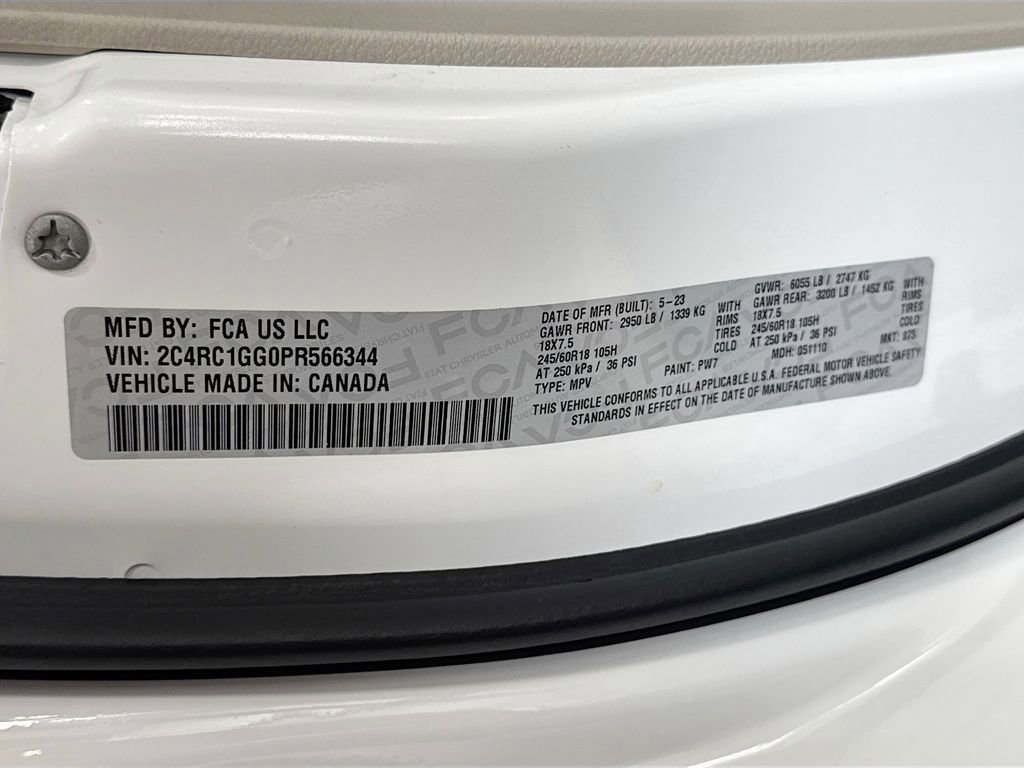 MFD BY: FCA US LLC
VIN: 2C4RC1GG0PR566344
VEHICLE MADE IN: CANADA
DATE OF MFR (BUILT): 5-23 GVWR: 6055 LB / 2747 KG
GAWR FRONT: 2950 LB / 1339 KG WITH GAWR REAR: 3200 LB / 1452 KG WITH
18X7.5 RIMS 18X7.5 RIMS
245/60R18 105H TIRES 245/60R18 105H TIRES
AT 250 kPa / 36 PSI COLD AT 250 kPa / 36 PSI COLD
TYPE: MPV PAINT: PW7 MDH: 051110 MKT: 975
THIS VEHICLE CONFORMS TO ALL APPLICABLE U.S.A. FEDERAL MOTOR VEHICLE SAFETY
STANDARDS IN EFFECT ON THE DATE OF MANUFACTURE SHOWN ABOVE.